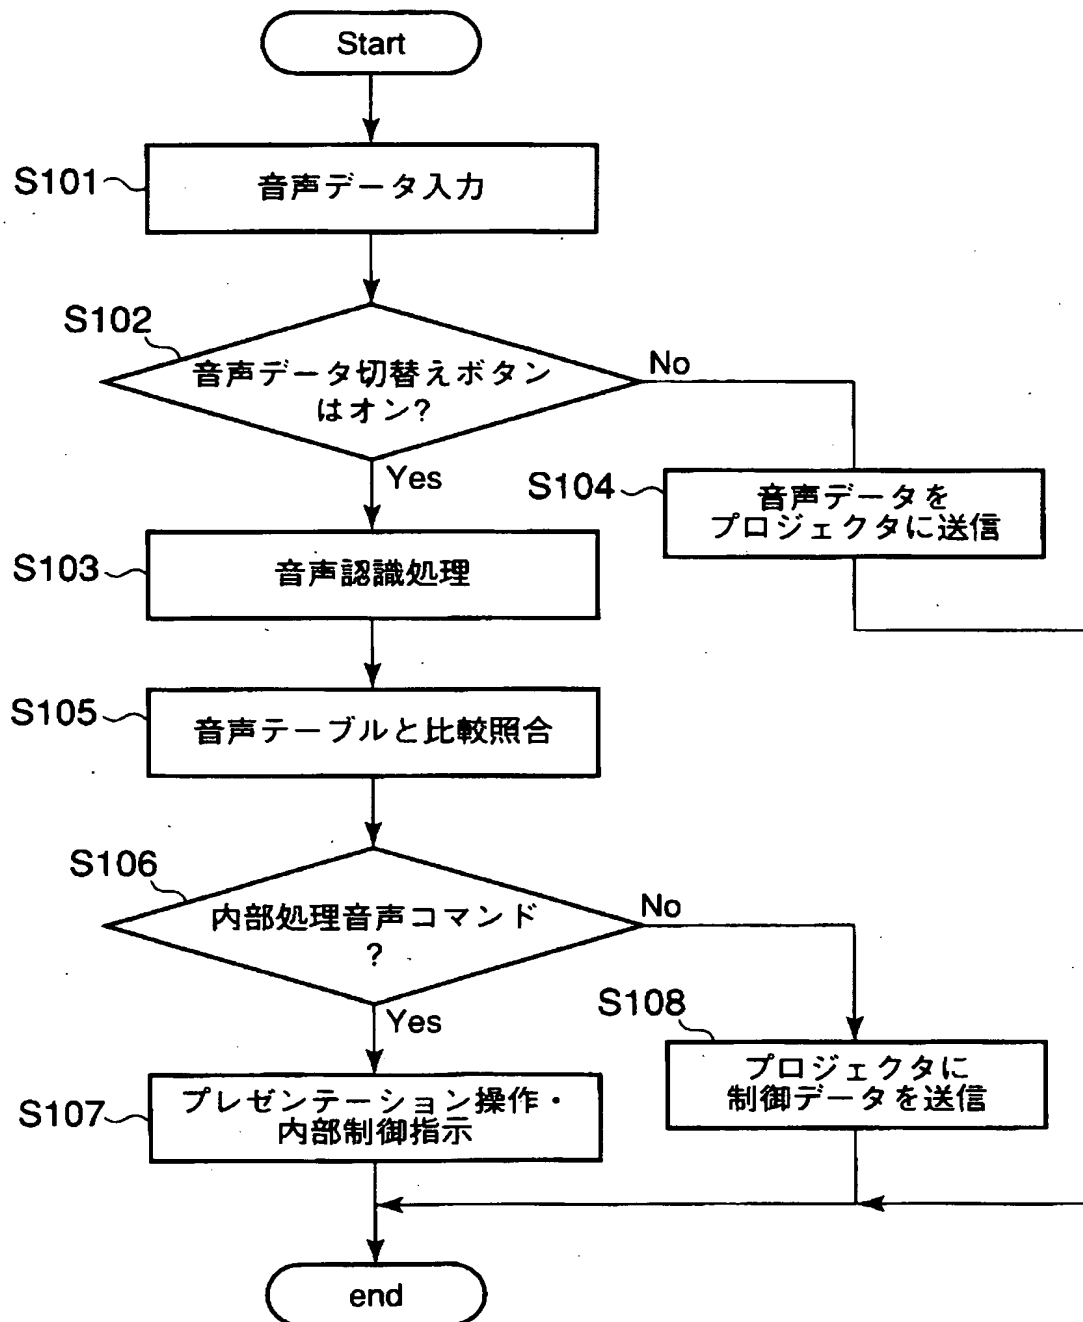 Start
S101
音声データ入力
S102
音声データ切替えボタン
はオン?
No
Yes
S104
音声データを
プロジェクタに送信
S103
音声認識処理
S105
音声テーブルと比較照合
S106
内部処理音声コマンド
?
No
Yes
S108
プロジェクタに
制御データを送信
S107
プレゼンテーション操作・
内部制御指示
end